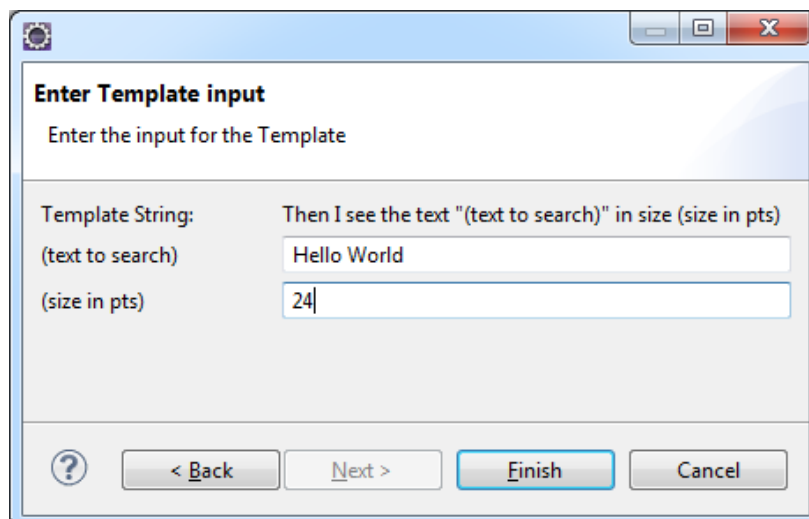 Enter Template input
Enter the input for the Template
Template String: Then I see the text "(text to search)" in size (size in pts)
(text to search) Hello World
(size in pts) 24
? < Back Next > Finish Cancel